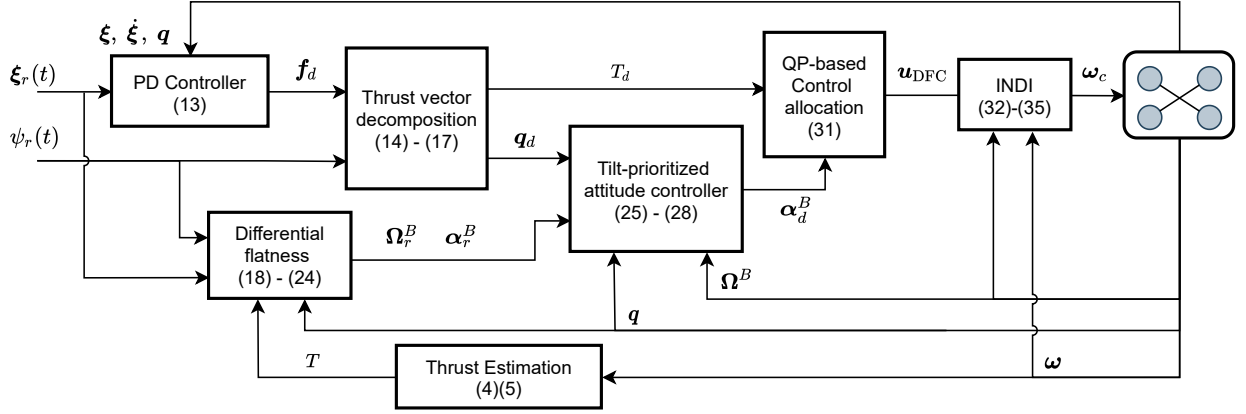 ξ, ξ̇, q
ξ_r(t)
PD Controller
(13)
f_d
Thrust vector
decomposition
(14) - (17)
T_d
QP-based
Control
allocation
(31)
u_DFC
INDI
(32)-(35)
ω_c
ψ_r(t)
q_d
Tilt-prioritized
attitude controller
(25) - (28)
α_d^B
Differential
flatness
(18) - (24)
Ω_r^B α_r^B
Ω^B
q
T
Thrust Estimation
(4)(5)
ω